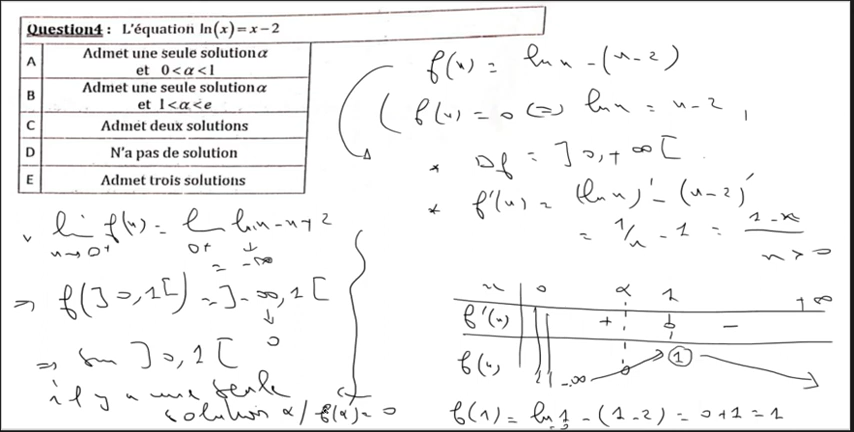 Question4 : L'équation ln(x)=x−2
A Admet une seule solution α et 0<α<1
B Admet une seule solution α et 1<α<e
C Admet deux solutions
D N'a pas de solution
E Admet trois solutions
f(x) = ln x − (x−2)
( f(x) = 0 ⇔ ln x = x−2 ,
* Df = ]0,+∞[
* f'(x) = (ln x)' − (x−2)'
= 1/x − 1 = 1−x / x>0
lim f(x) = lim ln x − x + 2
x→0+ 0+ ↓
= −∞
⇒ f(]0,1[) = ]−∞,1[
↓
0
⇒ sur ]0,1[
il y a une seule
solution α / f(α) = 0
x 0 α 1 +∞
f'(x) + 0 −
f(x) −∞ 0 1
f(1) = ln 1 − (1−2) = 0+1 = 1